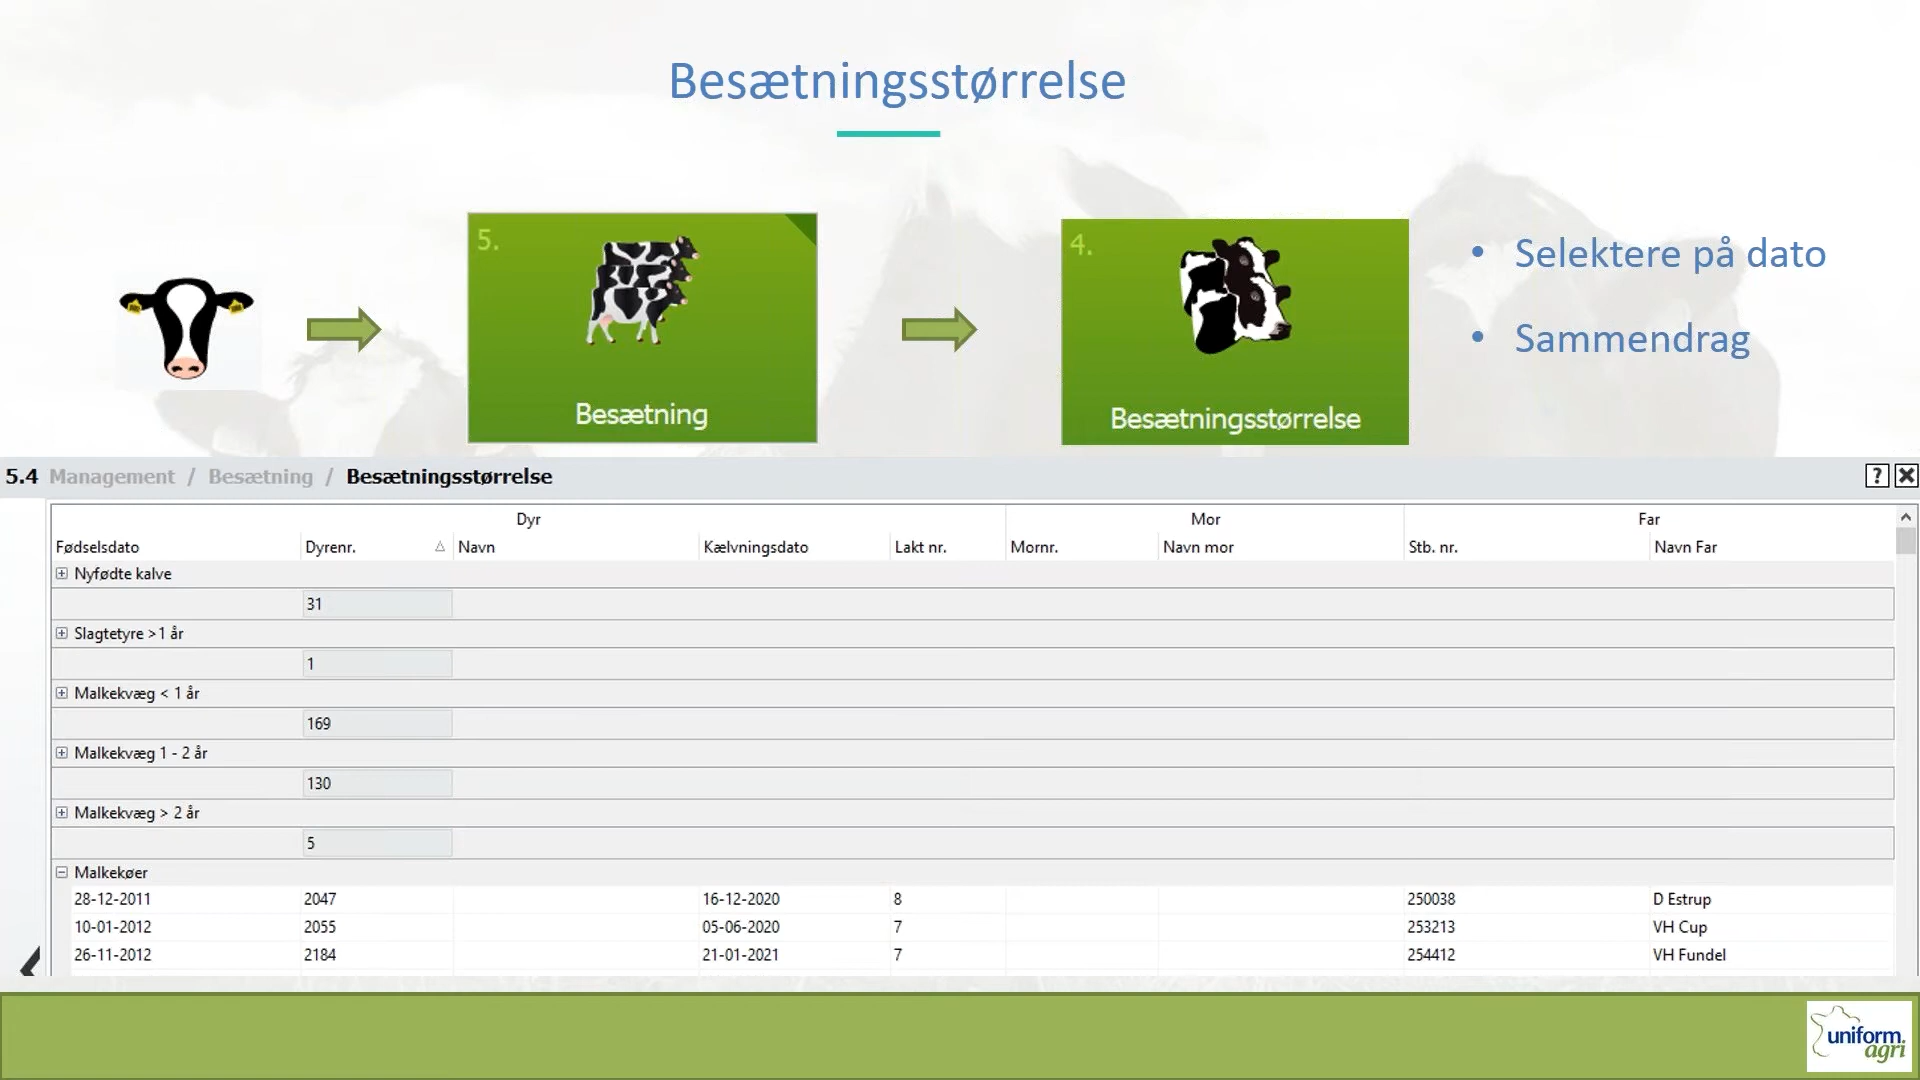 Besætningsstørrelse
5.
Besætning
4.
Besætningsstørrelse
• Selektere på dato
• Sammendrag
5.4 Management / Besætning / Besætningsstørrelse
Dyr Mor Far
Fødselsdato Dyrenr. Navn Kælvningsdato Lakt nr. Mornr. Navn mor Stb. nr. Navn Far
Nyfødte kalve
31
Slagtetyre >1 år
1
Malkekvæg < 1 år
169
Malkekvæg 1 - 2 år
130
Malkekvæg > 2 år
5
Malkekøer
28-12-2011 2047 16-12-2020 8 250038 D Estrup
10-01-2012 2055 05-06-2020 7 253213 VH Cup
26-11-2012 2184 21-01-2021 7 254412 VH Fundel
uniform
agri